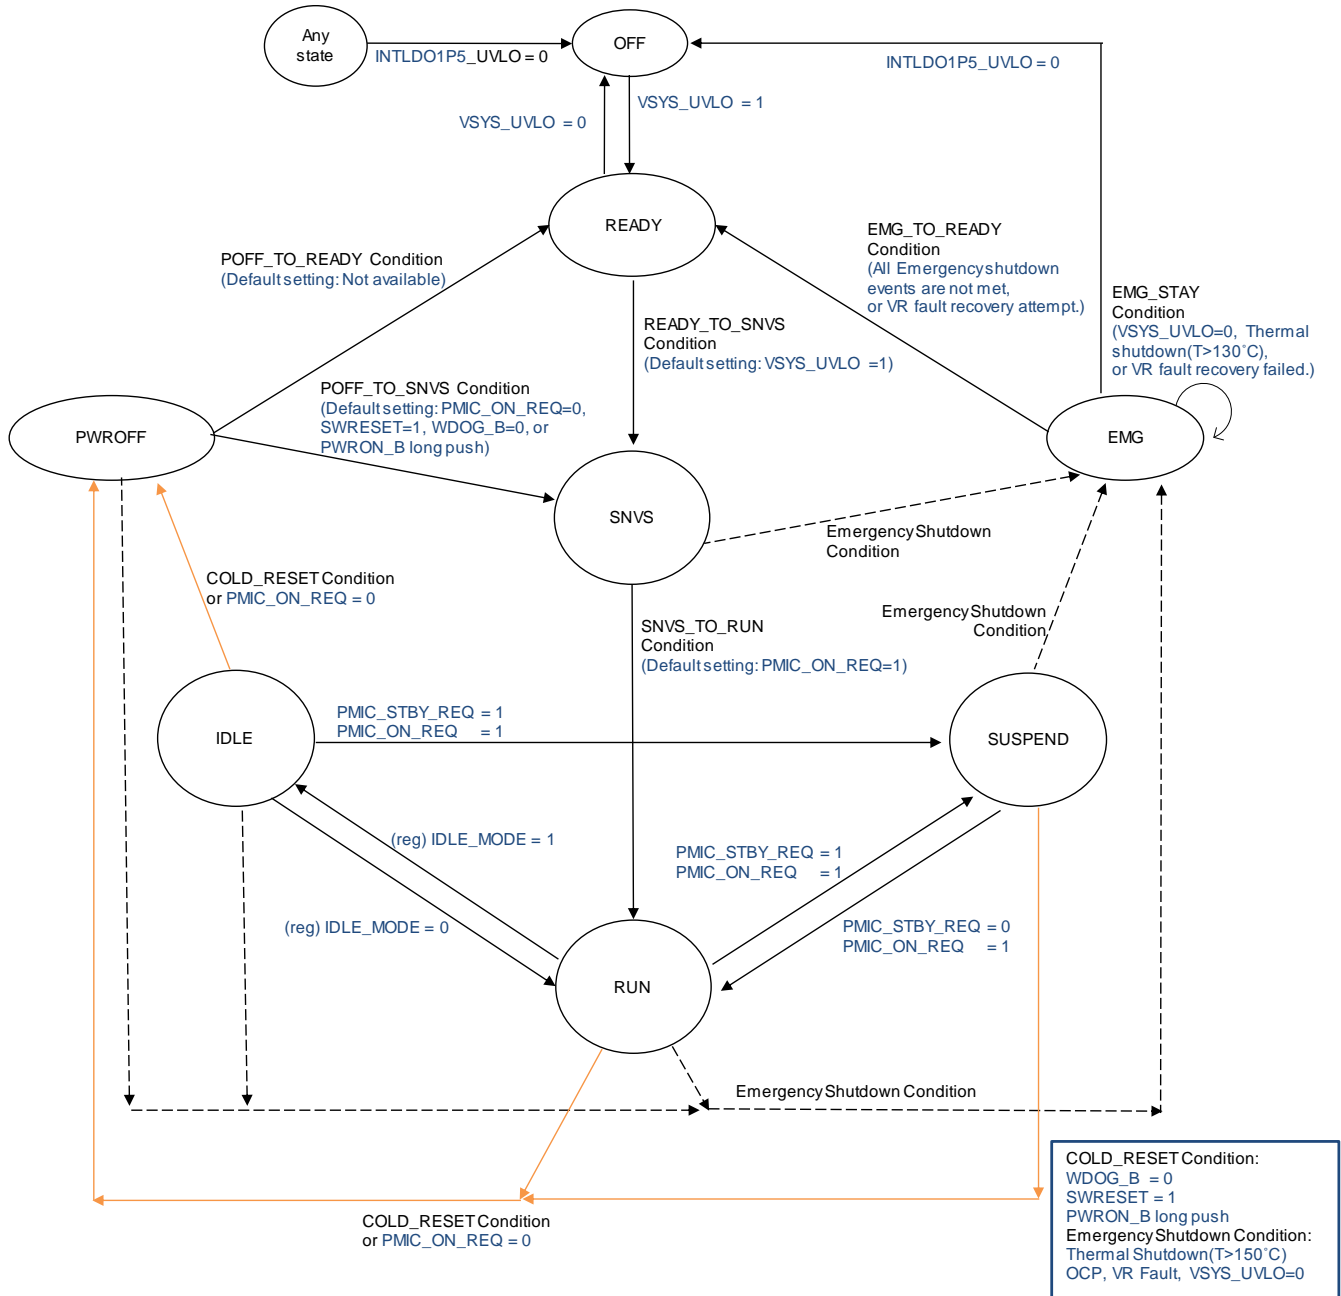 Any
state
OFF
INTLDO1P5_UVLO = 0
INTLDO1P5_UVLO = 0
VSYS_UVLO = 1
VSYS_UVLO = 0
READY
EMG_TO_READY
Condition
(All Emergency shutdown
events are not met,
or VR fault recovery attempt.)
POFF_TO_READY Condition
(Default setting: Not available)
EMG_STAY
Condition
(VSYS_UVLO=0, Thermal
shutdown(T>130°C),
or VR fault recovery failed.)
READY_TO_SNVS
Condition
(Default setting: VSYS_UVLO =1)
POFF_TO_SNVS Condition
(Default setting: PMIC_ON_REQ=0,
SWRESET=1, WDOG_B=0, or
PWRON_B long push)
PWROFF
EMG
SNVS
Emergency Shutdown
Condition
COLD_RESET Condition
or PMIC_ON_REQ = 0
Emergency Shutdown
Condition
SNVS_TO_RUN
Condition
(Default setting: PMIC_ON_REQ=1)
PMIC_STBY_REQ = 1
PMIC_ON_REQ = 1
IDLE
SUSPEND
(reg) IDLE_MODE = 1
PMIC_STBY_REQ = 1
PMIC_ON_REQ = 1
(reg) IDLE_MODE = 0
PMIC_STBY_REQ = 0
PMIC_ON_REQ = 1
RUN
Emergency Shutdown Condition
COLD_RESET Condition
or PMIC_ON_REQ = 0
COLD_RESET Condition:
WDOG_B = 0
SWRESET = 1
PWRON_B long push
Emergency Shutdown Condition:
Thermal Shutdown(T>150°C)
OCP, VR Fault, VSYS_UVLO=0